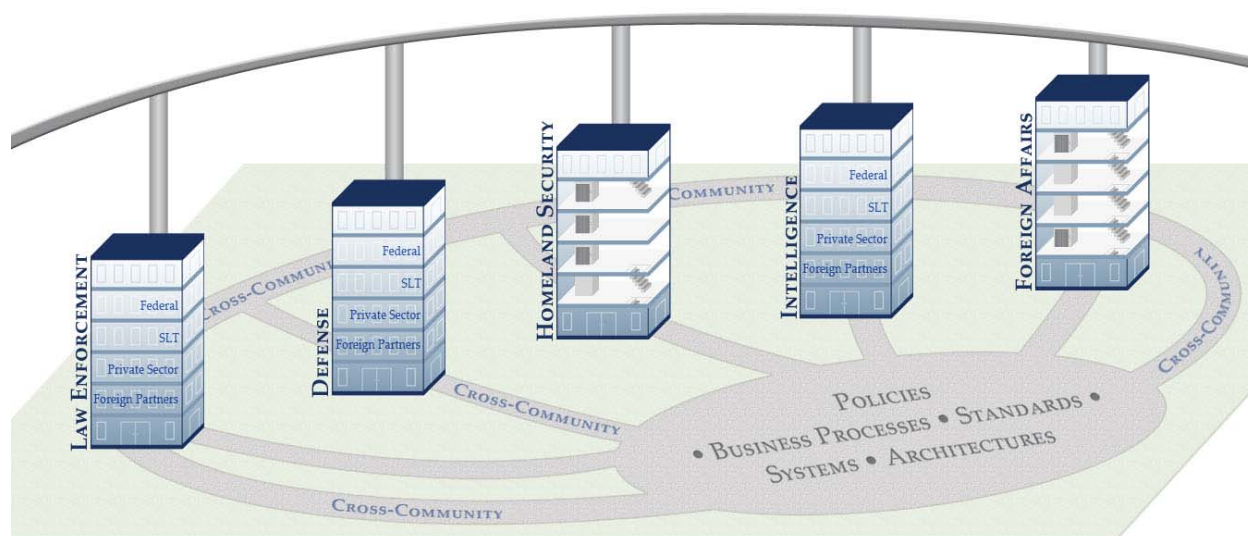 LAW ENFORCEMENT
Federal
SLT
Private Sector
Foreign Partners
DEFENSE
Federal
SLT
Private Sector
Foreign Partners
HOMELAND SECURITY
INTELLIGENCE
Federal
SLT
Private Sector
Foreign Partners
FOREIGN AFFAIRS
CROSS-COMMUNITY
COMMUNITY
CROSS-COMMUNITY
CROSS-COMMUNITY
CROSS-COMMUNITY
POLICIES
• BUSINESS PROCESSES • STANDARDS •
SYSTEMS • ARCHITECTURES